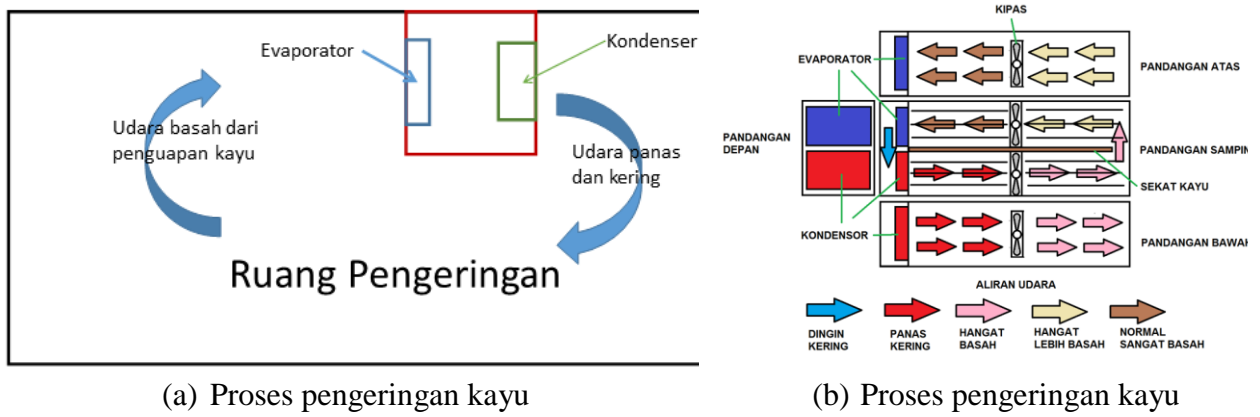 Evaporator
Kondenser
Udara basah dari
penguapan kayu
Udara panas
dan kering
Ruang Pengeringan
(a) Proses pengeringan kayu
KIPAS
EVAPORATOR
PANDANGAN ATAS
PANDANGAN
DEPAN
PANDANGAN SAMPIN
SEKAT KAYU
KONDENSOR
PANDANGAN BAWAH
ALIRAN UDARA
DINGIN
KERING
PANAS
KERING
HANGAT
BASAH
HANGAT
LEBIH BASAH
NORMAL
SANGAT BASAH
(b) Proses pengeringan kayu